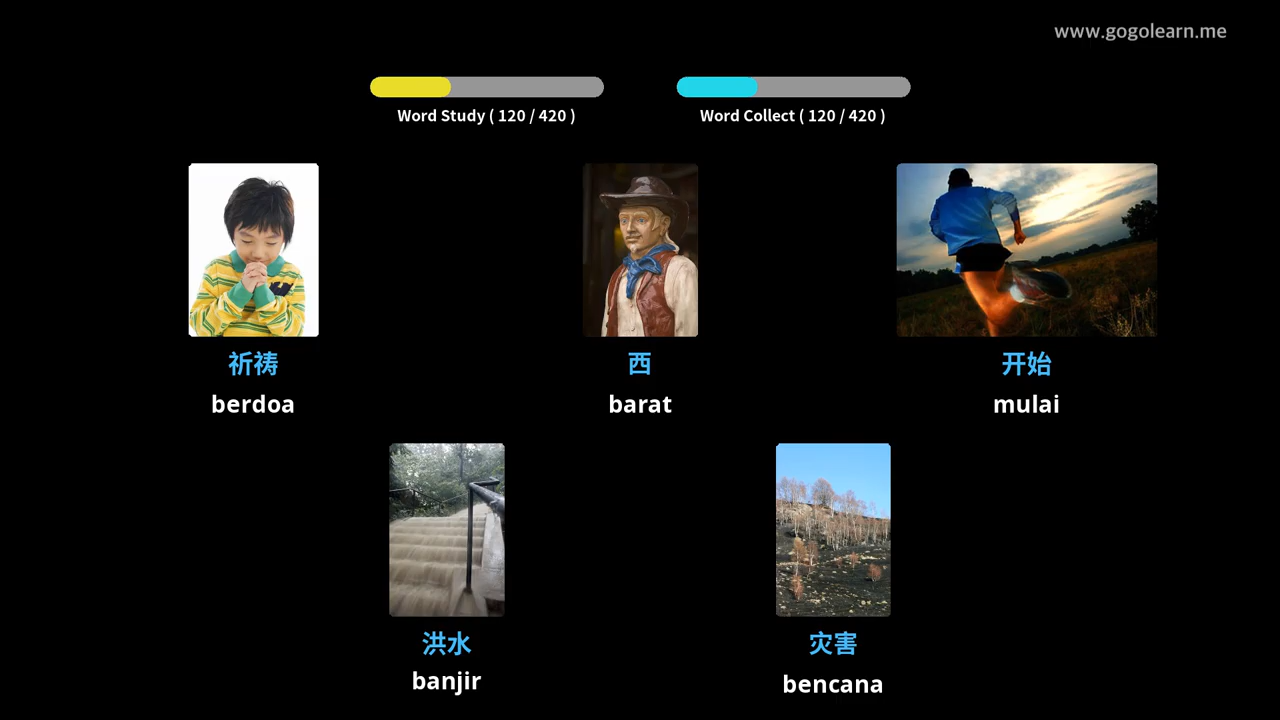 www.gogolearn.me
Word Study ( 120 / 420 )
Word Collect ( 120 / 420 )
祈祷
berdoa
西
barat
开始
mulai
洪水
banjir
灾害
bencana